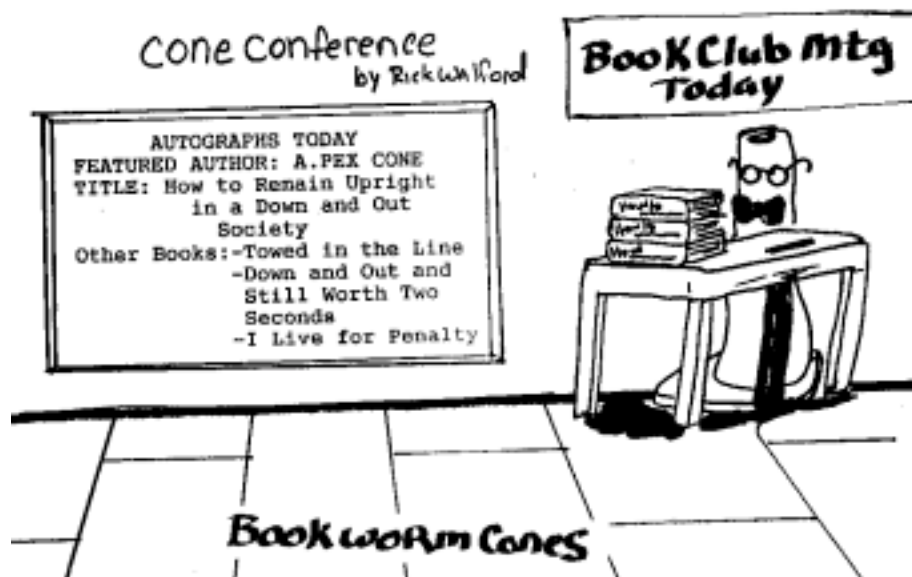 Cone Conference
by Rick Walford
Book Club Mtg
Today
AUTOGRAPHS TODAY
FEATURED AUTHOR: A.PEX CONE
TITLE: How to Remain Upright
in a Down and Out
Society
Other Books:-Towed in the Line
-Down and Out and
Still Worth Two
Seconds
-I Live for Penalty
Bookworm Cones